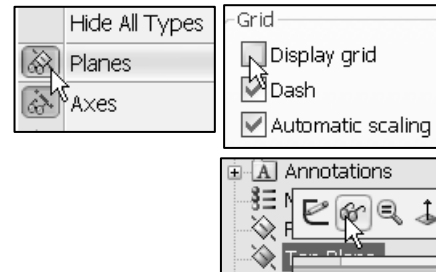 Hide All Types
Planes
Axes
Grid
Display grid
Dash
Automatic scaling
A Annotations